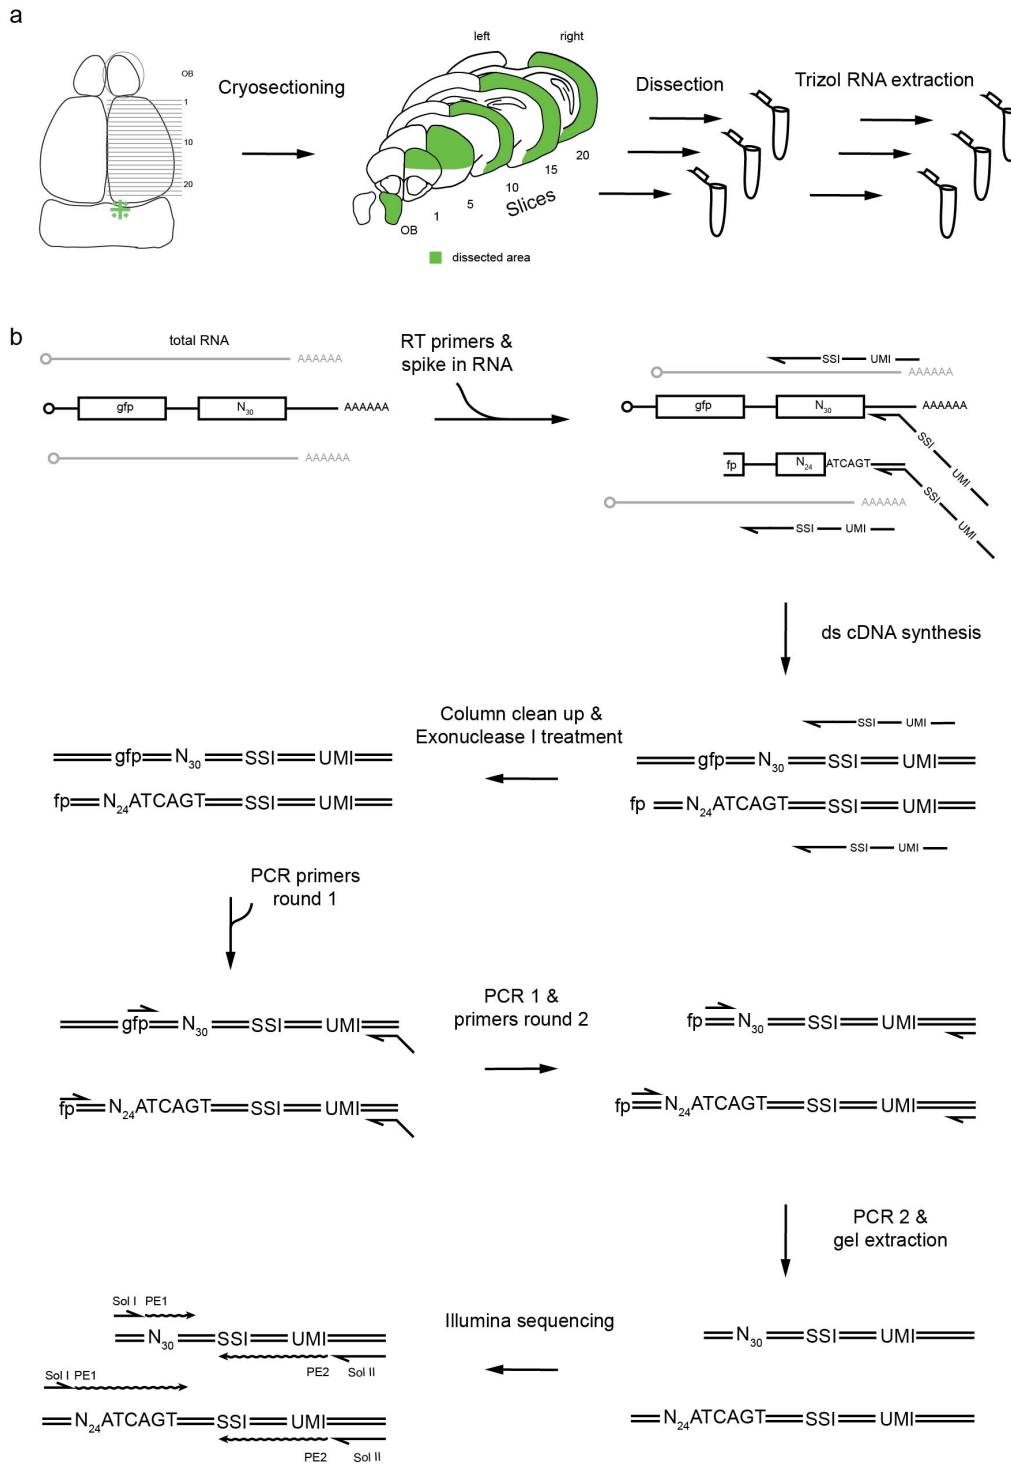 a
left right
OB
Cryosectioning
Dissection
Trizol RNA extraction
1
10
20
20
15
10
5
1
OB
Slices
dissected area
b
total RNA
AAAAAA
gfp
N30
AAAAAA
AAAAAA
RT primers &
spike in RNA
SSI UMI
AAAAAA
gfp
N30
AAAAAA
SSI
UMI
fp
N24
ATCAGT
SSI
UMI
AAAAAA
SSI UMI
ds cDNA synthesis
Column clean up &
Exonuclease I treatment
gfp N30 SSI UMI
fp N24ATCAGT SSI UMI
SSI UMI
gfp N30 SSI UMI
fp N24ATCAGT SSI UMI
SSI UMI
PCR primers
round 1
gfp N30 SSI UMI
fp N24ATCAGT SSI UMI
PCR 1 &
primers round 2
fp N30 SSI UMI
fp N24ATCAGT SSI UMI
PCR 2 &
gel extraction
N30 SSI UMI
N24ATCAGT SSI UMI
Illumina sequencing
Sol I PE1
N30 SSI UMI
PE2 Sol II
Sol I PE1
N24ATCAGT SSI UMI
PE2 Sol II